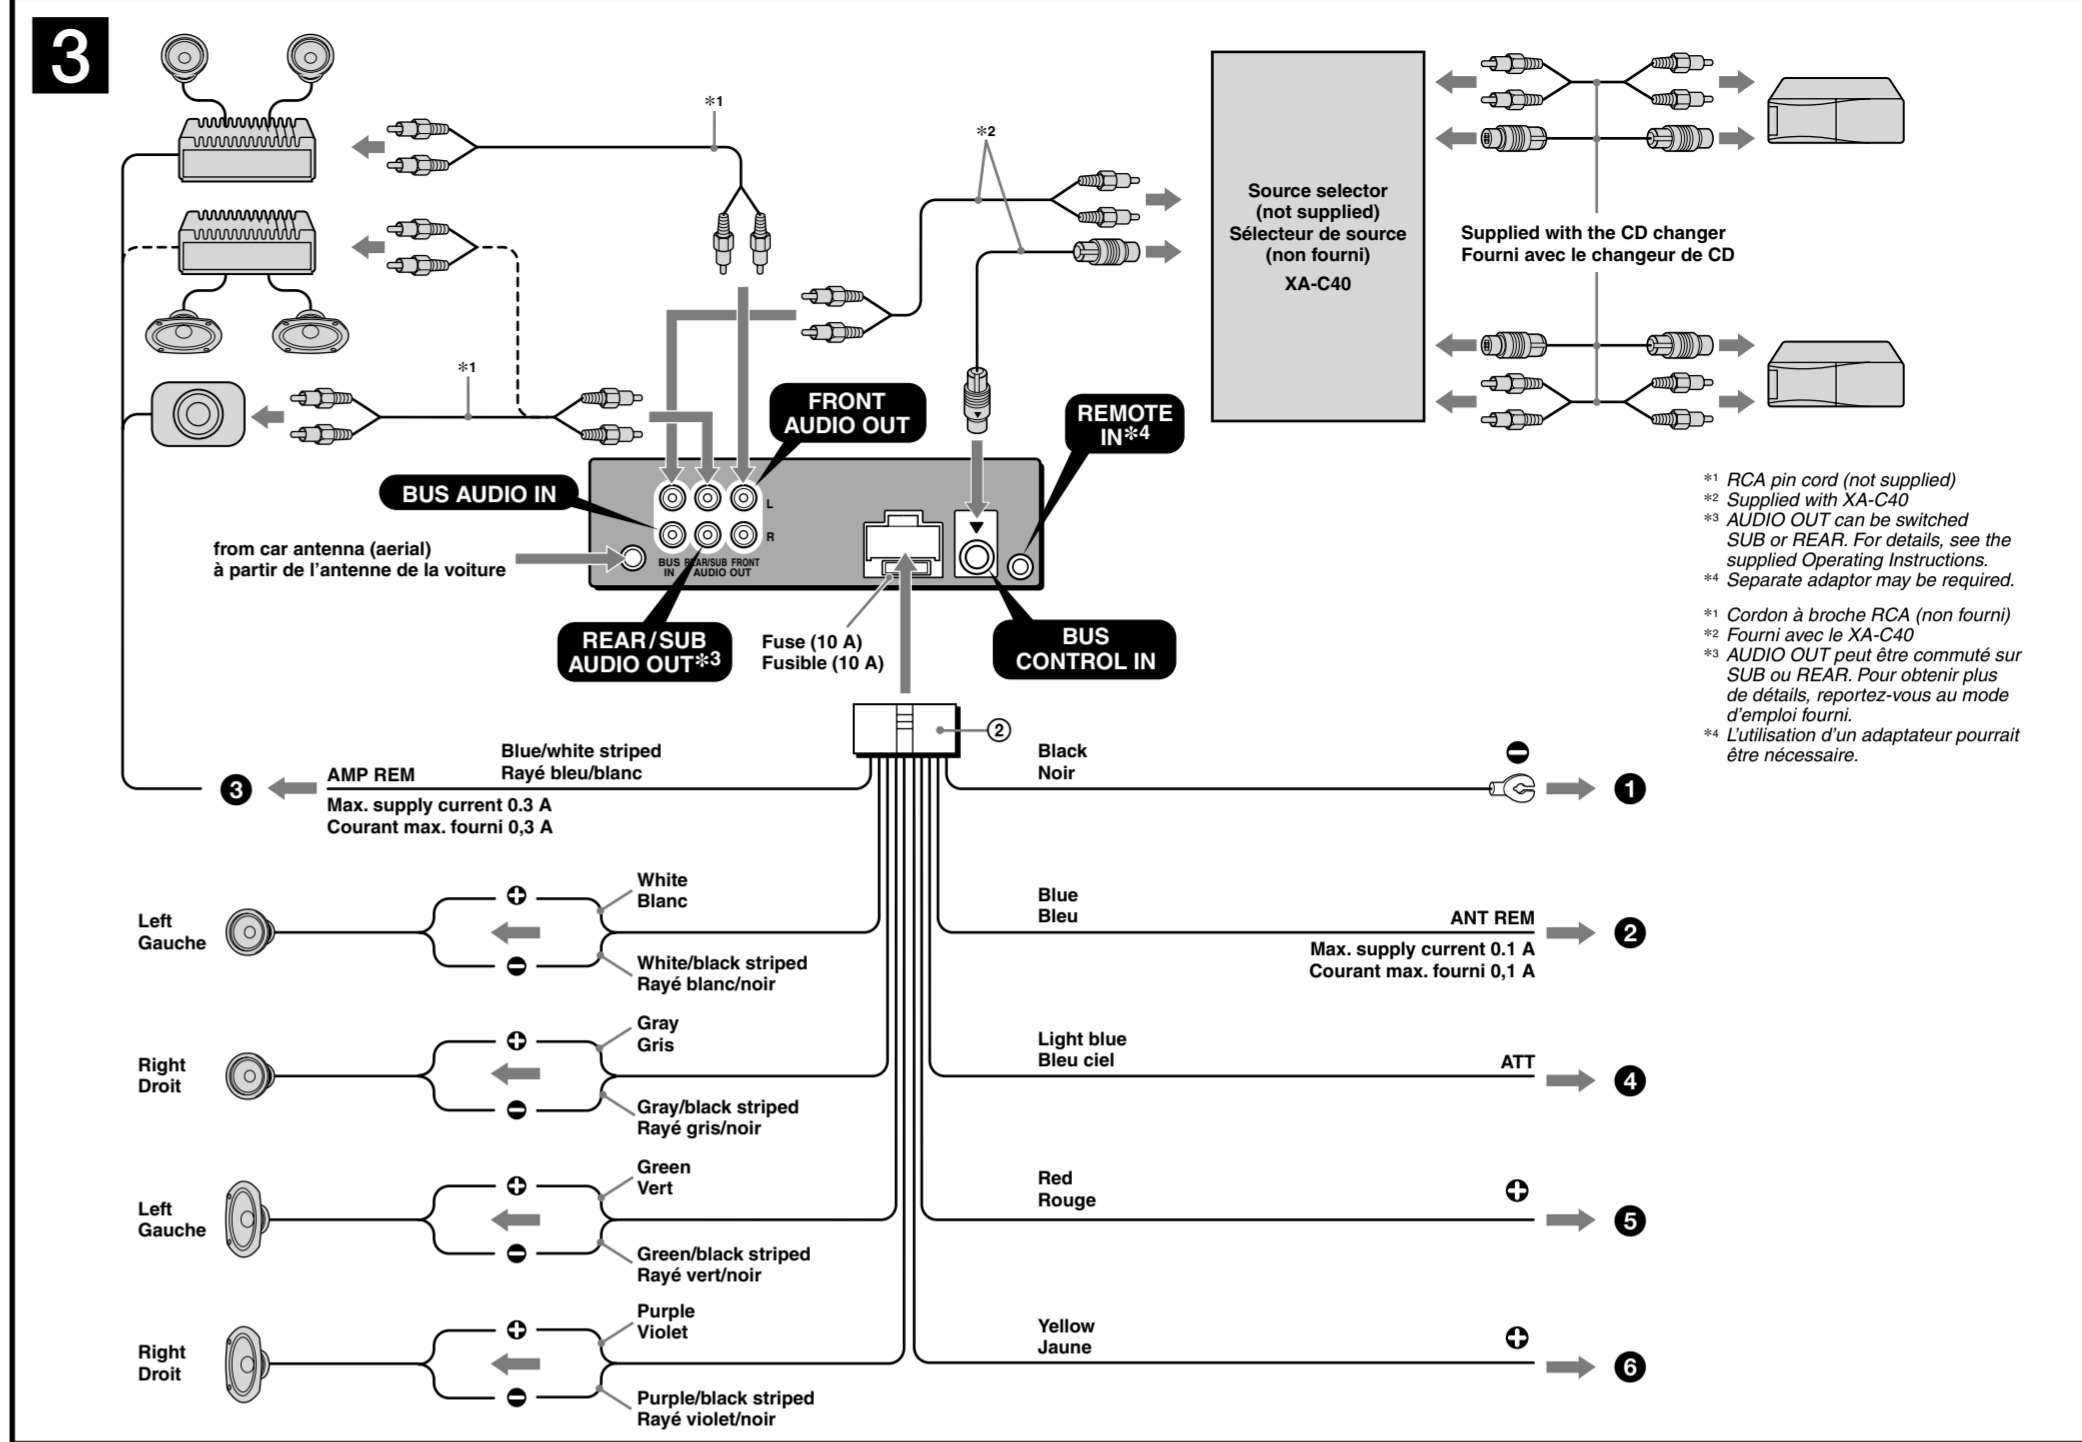 3
*1
*2
Source selector
(not supplied)
Sélecteur de source
(non fourni)
XA-C40
Supplied with the CD changer
Fourni avec le changeur de CD
*1
FRONT
AUDIO OUT
REMOTE
IN*4
BUS AUDIO IN
L
R
from car antenna (aerial)
à partir de l'antenne de la voiture
BUS REAR/SUB FRONT
IN AUDIO OUT
REAR/SUB
AUDIO OUT*3
Fuse (10 A)
Fusible (10 A)
BUS
CONTROL IN
*1 RCA pin cord (not supplied)
*2 Supplied with XA-C40
*3 AUDIO OUT can be switched
SUB or REAR. For details, see the
supplied Operating Instructions.
*4 Separate adaptor may be required.
*1 Cordon à broche RCA (non fourni)
*2 Fourni avec le XA-C40
*3 AUDIO OUT peut être commuté sur
SUB ou REAR. Pour obtenir plus
de détails, reportez-vous au mode
d'emploi fourni.
*4 L'utilisation d'un adaptateur pourrait
être nécessaire.
②
Blue/white striped
Rayé bleu/blanc
AMP REM
❸
Max. supply current 0.3 A
Courant max. fourni 0,3 A
Black
Noir
⊖
❶
Left
Gauche
⊕
⊖
White
Blanc
White/black striped
Rayé blanc/noir
Blue
Bleu
ANT REM
❷
Max. supply current 0.1 A
Courant max. fourni 0,1 A
Right
Droit
⊕
⊖
Gray
Gris
Gray/black striped
Rayé gris/noir
Light blue
Bleu ciel
ATT
❹
Left
Gauche
⊕
⊖
Green
Vert
Green/black striped
Rayé vert/noir
Red
Rouge
⊕
❺
Right
Droit
⊕
⊖
Purple
Violet
Purple/black striped
Rayé violet/noir
Yellow
Jaune
⊕
❻